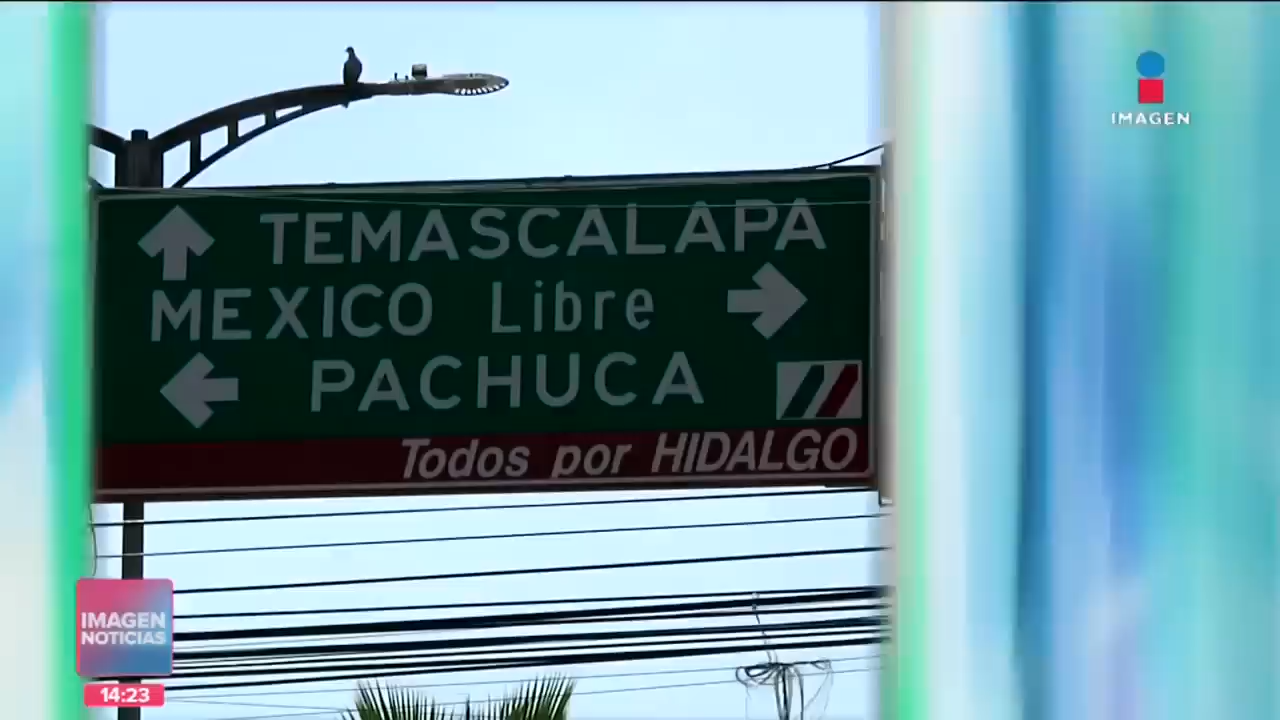 IMAGEN
TEMASCALAPA
MEXICO Libre
PACHUCA
Todos por HIDALGO
IMAGEN
NOTICIAS
14:23